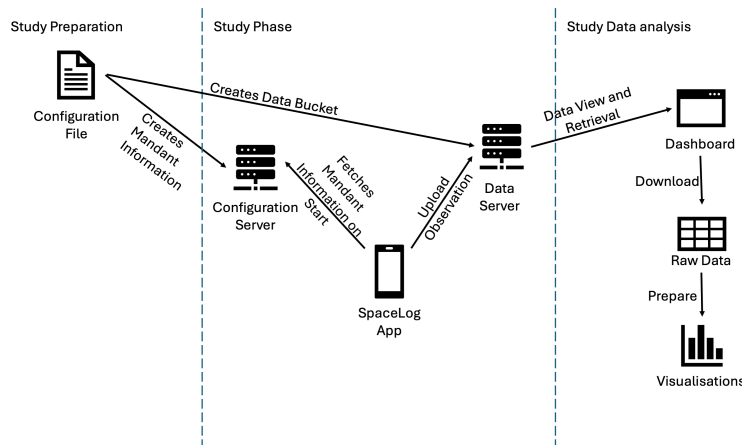 Study Preparation
Study Phase
Study Data analysis
Configuration
File
Creates
Mandant
Information
Creates Data Bucket
Configuration
Server
Fetches
Mandant
Information on
Start
Upload
Observation
Data
Server
SpaceLog
App
Data View and
Retrieval
Dashboard
Download
Raw Data
Prepare
Visualisations